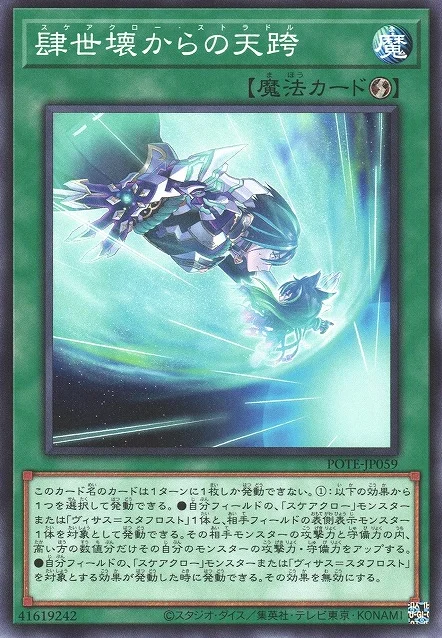 スケアクロー・ストラドル
肆世壊からの天跨
魔
【魔法カード】
POTE-JP059
このカード名のカードは1ターンに1枚しか発動できない。①：以下の効果から
1つを選択して発動できる。●自分フィールドの、「スケアクロー」モンスター
または「ヴィサス＝スタフロスト」1体と、相手フィールドの表側表示モンスター
1体を対象として発動できる。その相手モンスターの攻撃力と守備力の内、
高い方の数値分だけその自分のモンスターの攻撃力・守備力をアップする。
●自分フィールドの、「スケアクロー」モンスターまたは「ヴィサス＝スタフロスト」
を対象とする効果が発動した時に発動できる。その効果を無効にする。
41619242
©スタジオ・ダイス／集英社・テレビ東京・KONAMI